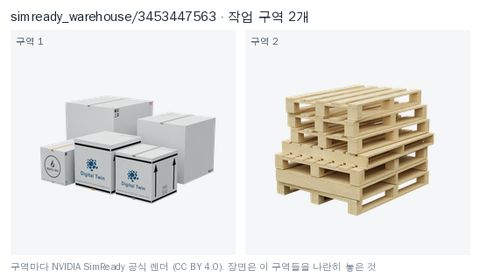 simready_warehouse/3453447563 · 작업 구역 2개
구역 1
구역 2
Digital Twin
Digital Twin
구역마다 NVIDIA SimReady 공식 렌더 (CC BY 4.0). 장면은 이 구역들을 나란히 놓은 것